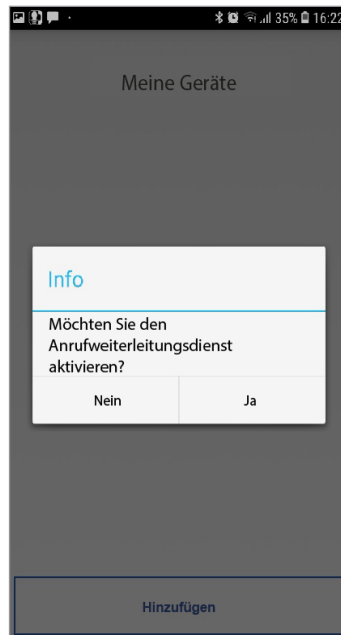 35% 16:22
Meine Geräte
Info
Möchten Sie den
Anrufweiterleitungsdienst
aktivieren?
Nein Ja
Hinzufügen